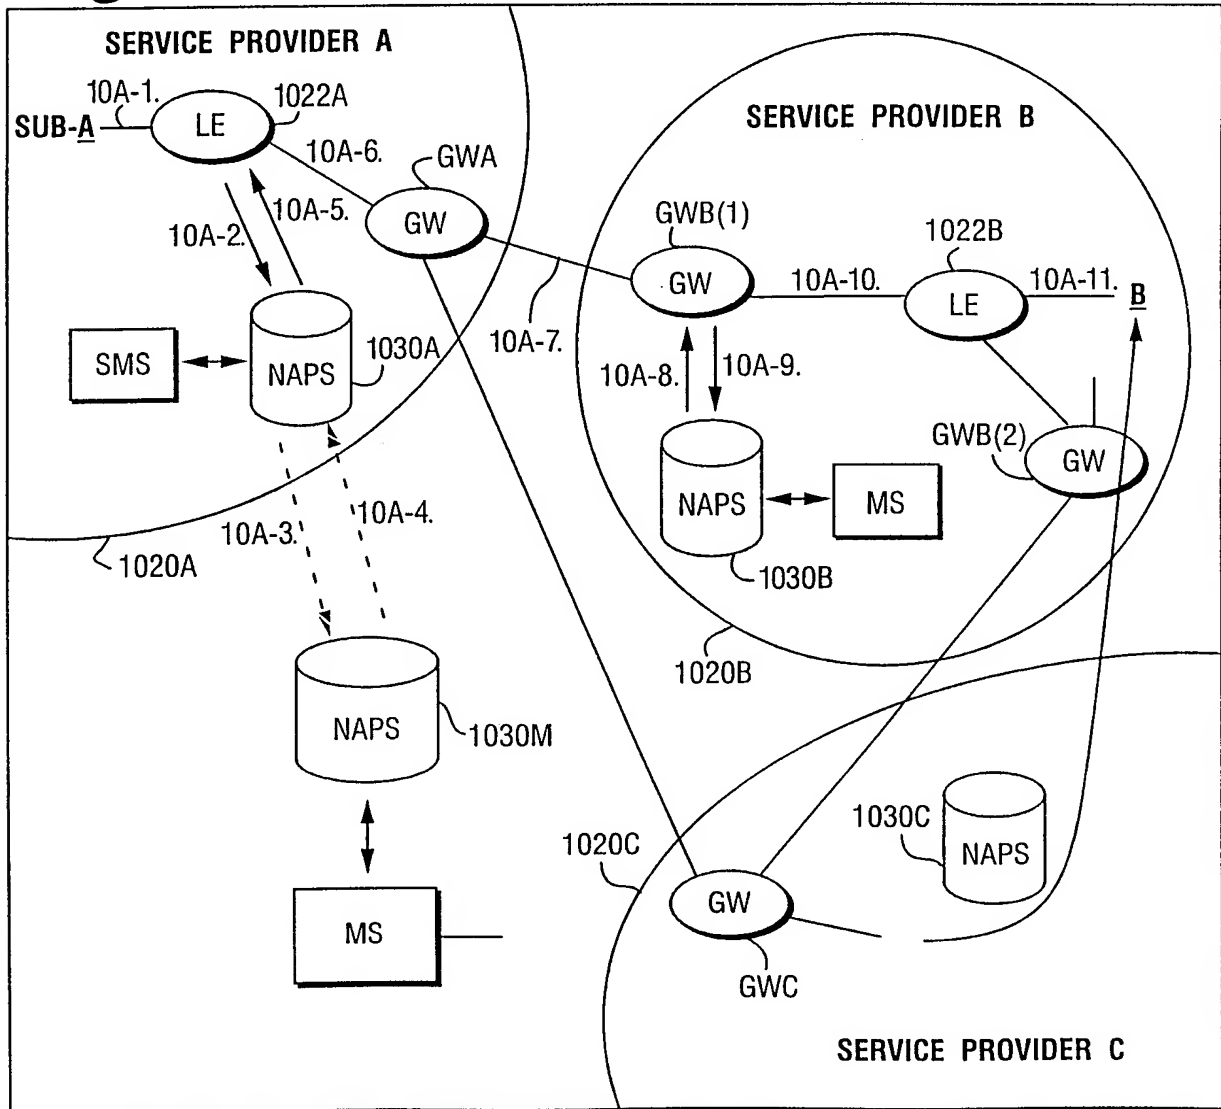 SERVICE PROVIDER A
10A-1.
1022A
SUB-A
LE
10A-6.
GWA
10A-5.
10A-2.
GW
SMS
NAPS
1030A
10A-7.
10A-3.
10A-4.
1020A
NAPS
1030M
MS
SERVICE PROVIDER B
GWB(1)
1022B
GW
10A-10.
LE
10A-11.
B
10A-8.
10A-9.
GWB(2)
GW
NAPS
MS
1030B
1020B
1020C
1030C
NAPS
GW
GWC
SERVICE PROVIDER C